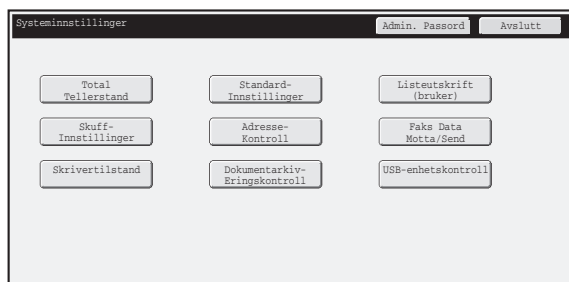 Systeminnstillinger
Admin. Passord
Avslutt
Total
Tellerstand
Standard-
Innstillinger
Listeutskrift
(bruker)
Skuff-
Innstillinger
Adresse-
Kontroll
Faks Data
Motta/Send
Skrivertilstand
Dokumentarkiv-
Eringskontroll
USB-enhetskontroll